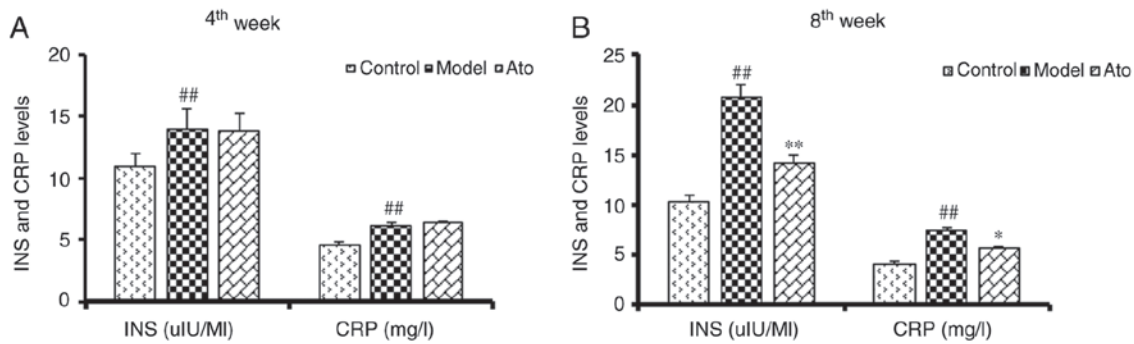 A
4th week
20
15
10
5
0
INS and CRP levels
Control Model Ato
##
##
INS (uIU/Ml) CRP (mg/l)
B
8th week
25
20
15
10
5
0
INS and CRP levels
Control Model Ato
##
**
##
*
INS (uIU/Ml) CRP (mg/l)